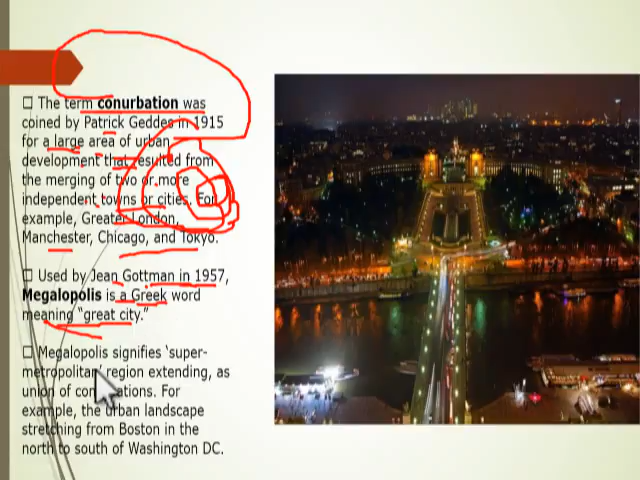 ☐ The term conurbation was
coined by Patrick Geddes in 1915
for a large area of urban
development that resulted from
the merging of two or more
independent towns or cities. For
example, Greater London,
Manchester, Chicago, and Tokyo.
☐ Used by Jean Gottman in 1957,
Megalopolis is a Greek word
meaning “great city.”
☐ Megalopolis signifies ‘super-
metropolitan’ region extending, as
union of For
example, the urban landscape
stretching from Boston in the
north to south of Washington DC.